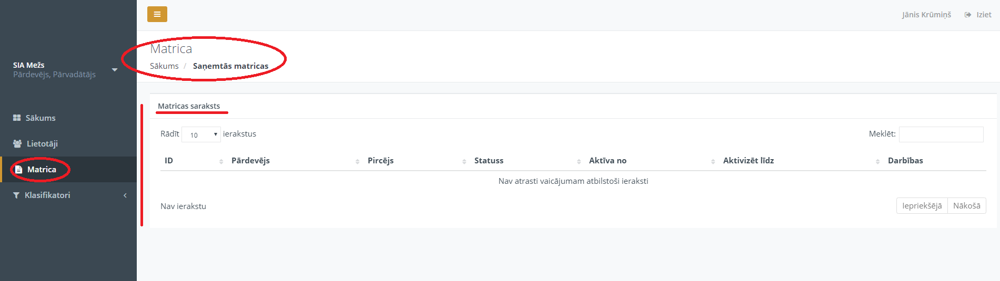 Jānis Krūmiņš Iziet
SIA Mežs
Pārdevējs, Pārvadātājs
Sākums
Lietotāji
Matrica
Klasifikatori
Matrica
Sākums / Saņemtās matricas
Matricas saraksts
Rādīt 10 ierakstus Meklēt:
ID Pārdevējs Pircējs Statuss Aktīva no Aktivizēt līdz Darbības
Nav atrasti vaicājumam atbilstoši ieraksti
Nav ierakstu Iepriekšējā Nākošā